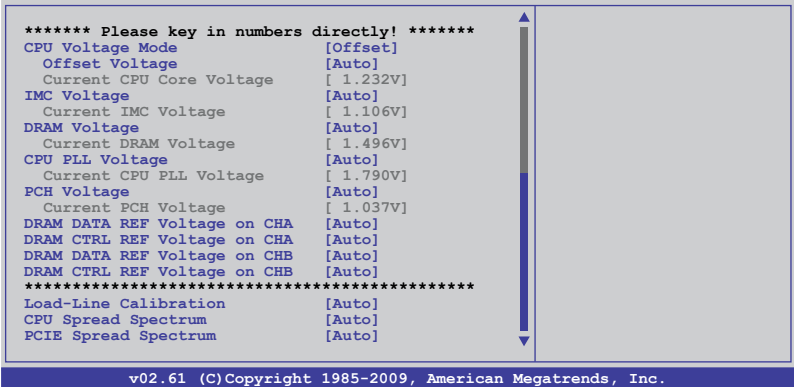 ******* Please key in numbers directly! *******
CPU Voltage Mode [Offset]
Offset Voltage [Auto]
Current CPU Core Voltage [ 1.232V]
IMC Voltage [Auto]
Current IMC Voltage [ 1.106V]
DRAM Voltage [Auto]
Current DRAM Voltage [ 1.496V]
CPU PLL Voltage [Auto]
Current CPU PLL Voltage [ 1.790V]
PCH Voltage [Auto]
Current PCH Voltage [ 1.037V]
DRAM DATA REF Voltage on CHA [Auto]
DRAM CTRL REF Voltage on CHA [Auto]
DRAM DATA REF Voltage on CHB [Auto]
DRAM CTRL REF Voltage on CHB [Auto]
***********************************************
Load-Line Calibration [Auto]
CPU Spread Spectrum [Auto]
PCIE Spread Spectrum [Auto]
v02.61 (C)Copyright 1985-2009, American Megatrends, Inc.